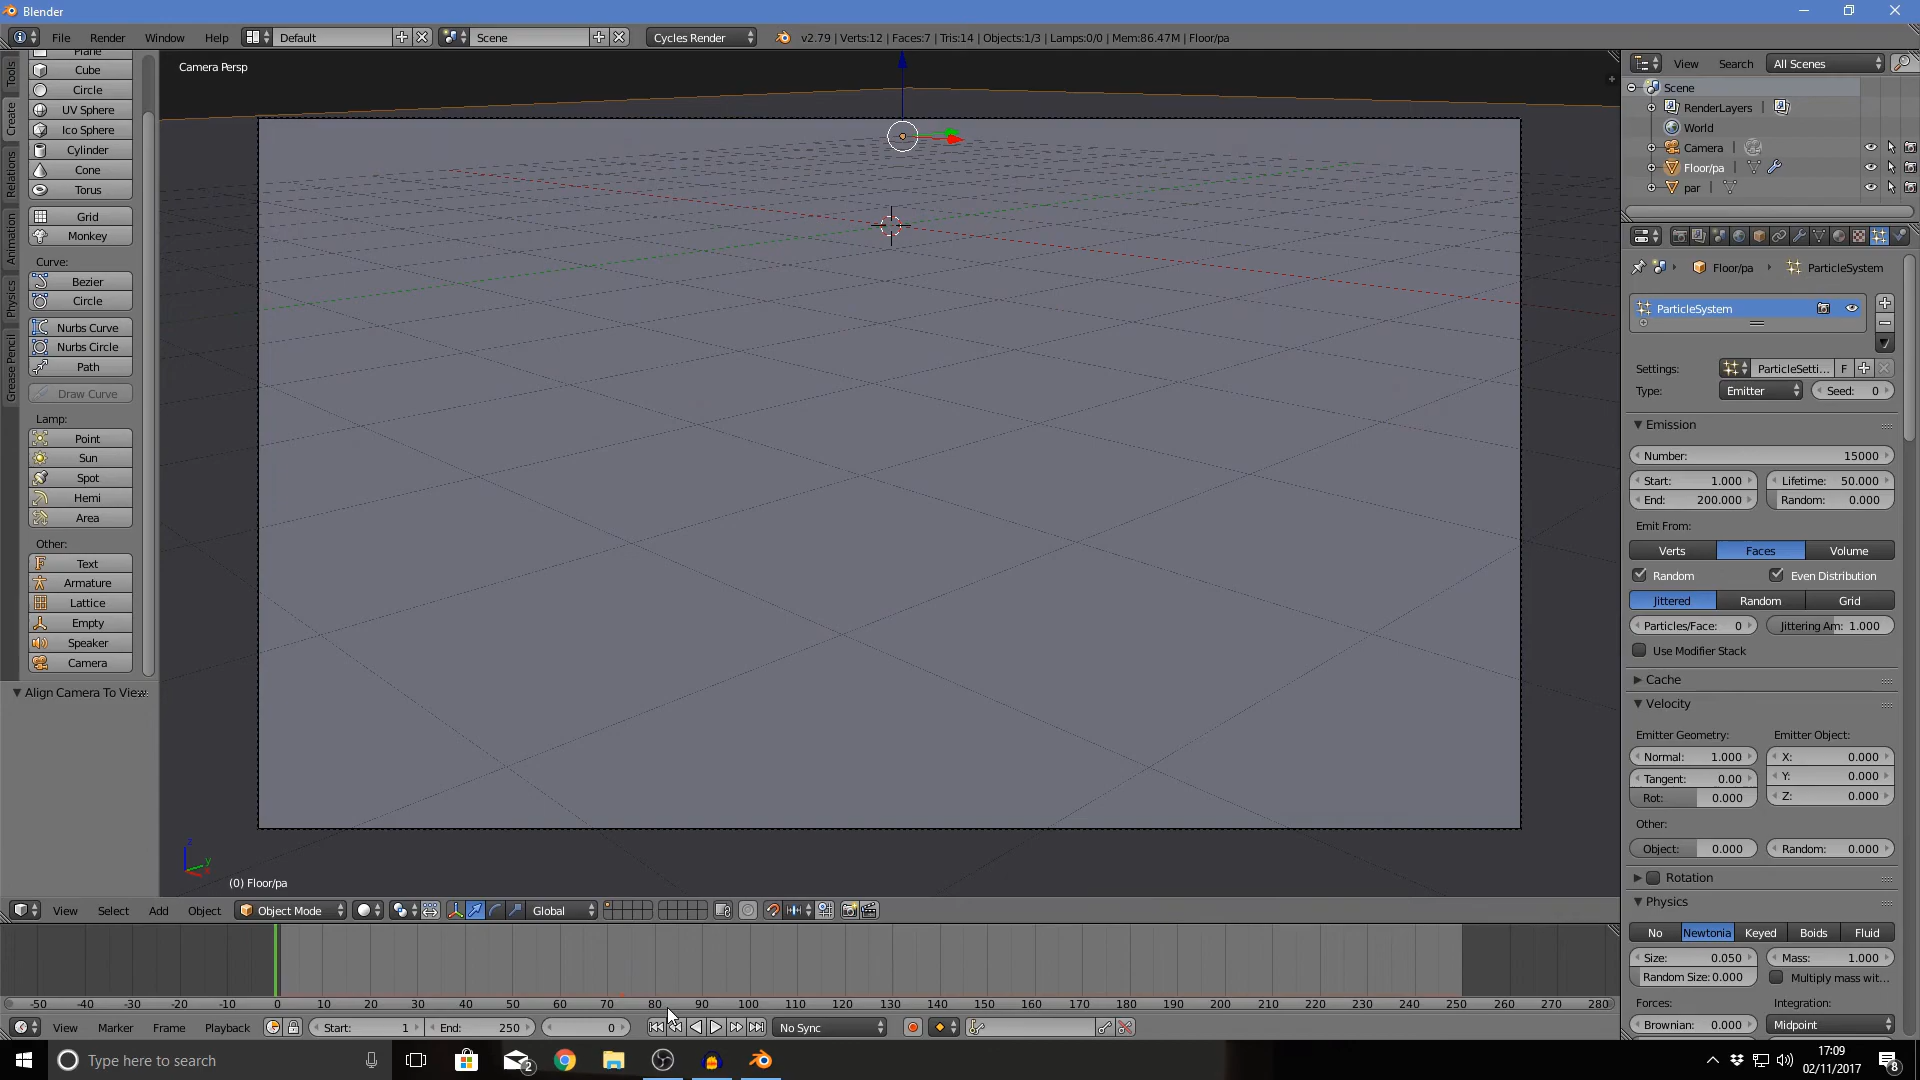 Blender
File Render Window Help Default Scene Cycles Render v2.79 | Verts:12 | Faces:7 | Tris:14 | Objects:1/3 | Lamps:0/0 | Mem:86.47M | Floor/pa
Tools
Create
Relations
Animation
Physics
Grease Pencil
Plane
Cube
Circle
UV Sphere
Ico Sphere
Cylinder
Cone
Torus
Grid
Monkey
Curve:
Bezier
Circle
Nurbs Curve
Nurbs Circle
Path
Draw Curve
Lamp:
Point
Sun
Spot
Hemi
Area
Other:
Text
Armature
Lattice
Empty
Speaker
Camera
Align Camera To View
Camera Persp
(0) Floor/pa
View Select Add Object Object Mode Global
-50 -40 -30 -20 -10 0 10 20 30 40 50 60 70 80 90 100 110 120 130 140 150 160 170 180 190 200 210 220 230 240 250 260 270 280
View Marker Frame Playback Start: 1 End: 250 0 No Sync
View Search All Scenes
Scene
RenderLayers
World
Camera
Floor/pa
par
Floor/pa ParticleSystem
ParticleSystem
Settings: ParticleSetti... F
Type: Emitter Seed: 0
Emission
Number: 15000
Start: 1.000 Lifetime: 50.000
End: 200.000 Random: 0.000
Emit From:
Verts Faces Volume
Random Even Distribution
Jittered Random Grid
Particles/Face: 0 Jittering Am: 1.000
Use Modifier Stack
Cache
Velocity
Emitter Geometry: Emitter Object:
Normal: 1.000 X: 0.000
Tangent: 0.00 Y: 0.000
Rot: 0.000 Z: 0.000
Other:
Object: 0.000 Random: 0.000
Rotation
Physics
No Newtonia Keyed Boids Fluid
Size: 0.050 Mass: 1.000
Random Size: 0.000 Multiply mass wit...
Forces: Integration:
Brownian: 0.000 Midpoint
Type here to search
2
17:09
02/11/2017
8